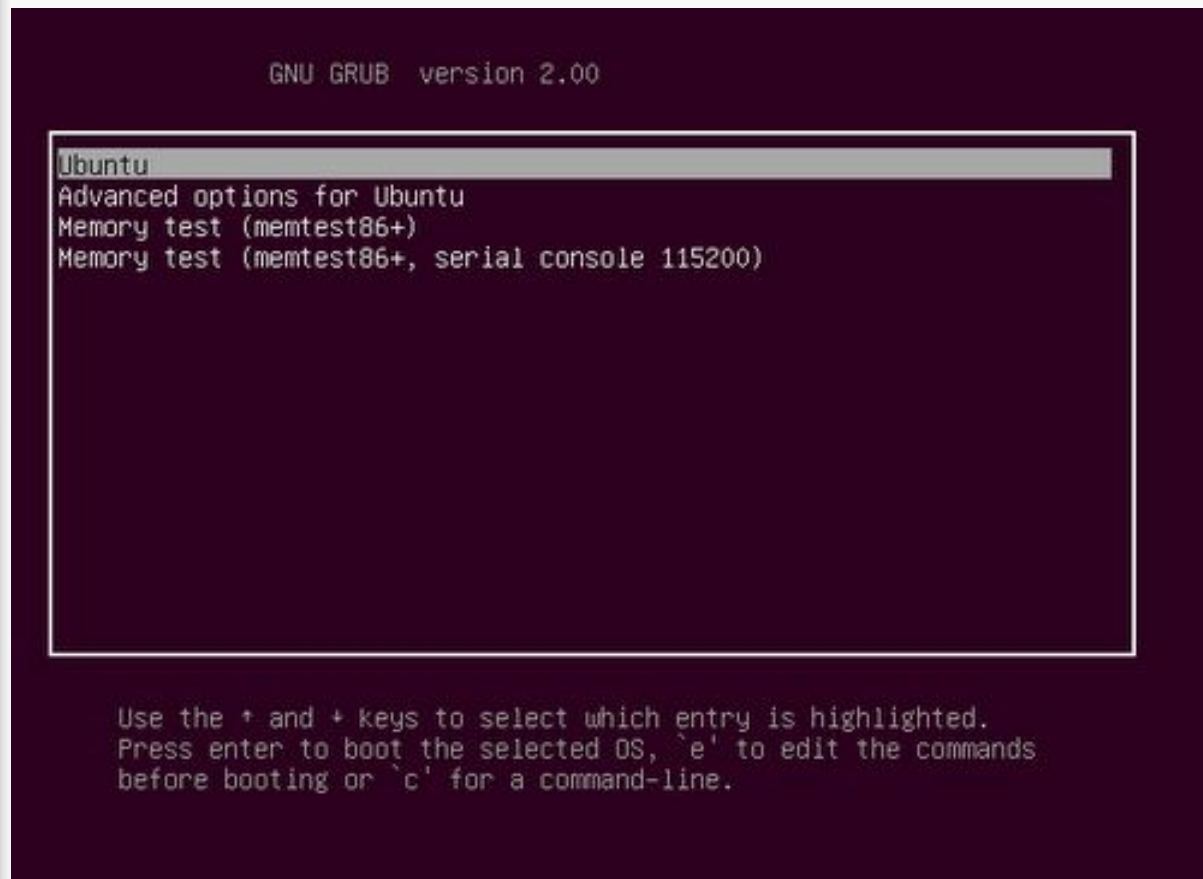 GNU GRUB version 2.00
Ubuntu
Advanced options for Ubuntu
Memory test (memtest86+)
Memory test (memtest86+, serial console 115200)
Use the ↑ and ↓ keys to select which entry is highlighted.
Press enter to boot the selected OS, `e' to edit the commands
before booting or `c' for a command-line.